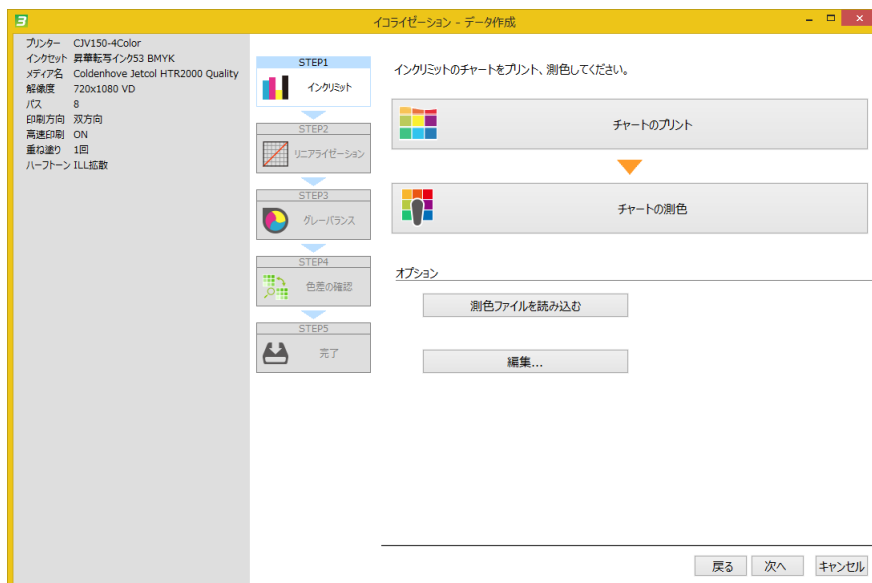 3
イコライゼーション - データ作成
プリンター CJV150-4Color
インクセット 昇華転写インク53 BMYK
メディア名 Coldenhove Jetcol HTR2000 Quality
解像度 720x1080 VD
パス 8
印刷方向 双方向
高速印刷 ON
重ね塗り 1回
ハーフトーン ILL拡散
STEP1
インクリミット
STEP2
リニアライゼーション
STEP3
グレーバランス
STEP4
色差の確認
STEP5
完了
インクリミットのチャートをプリント、測色してください。
チャートのプリント
チャートの測色
オプション
測色ファイルを読み込む
編集...
戻る 次へ キャンセル